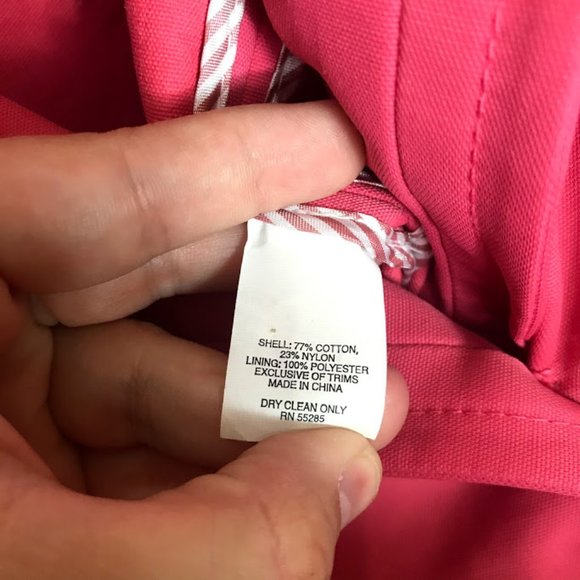 SHELL: 77% COTTON,
23% NYLON
LINING: 100% POLYESTER
EXCLUSIVE OF TRIMS
MADE IN CHINA
DRY CLEAN ONLY
RN 55285